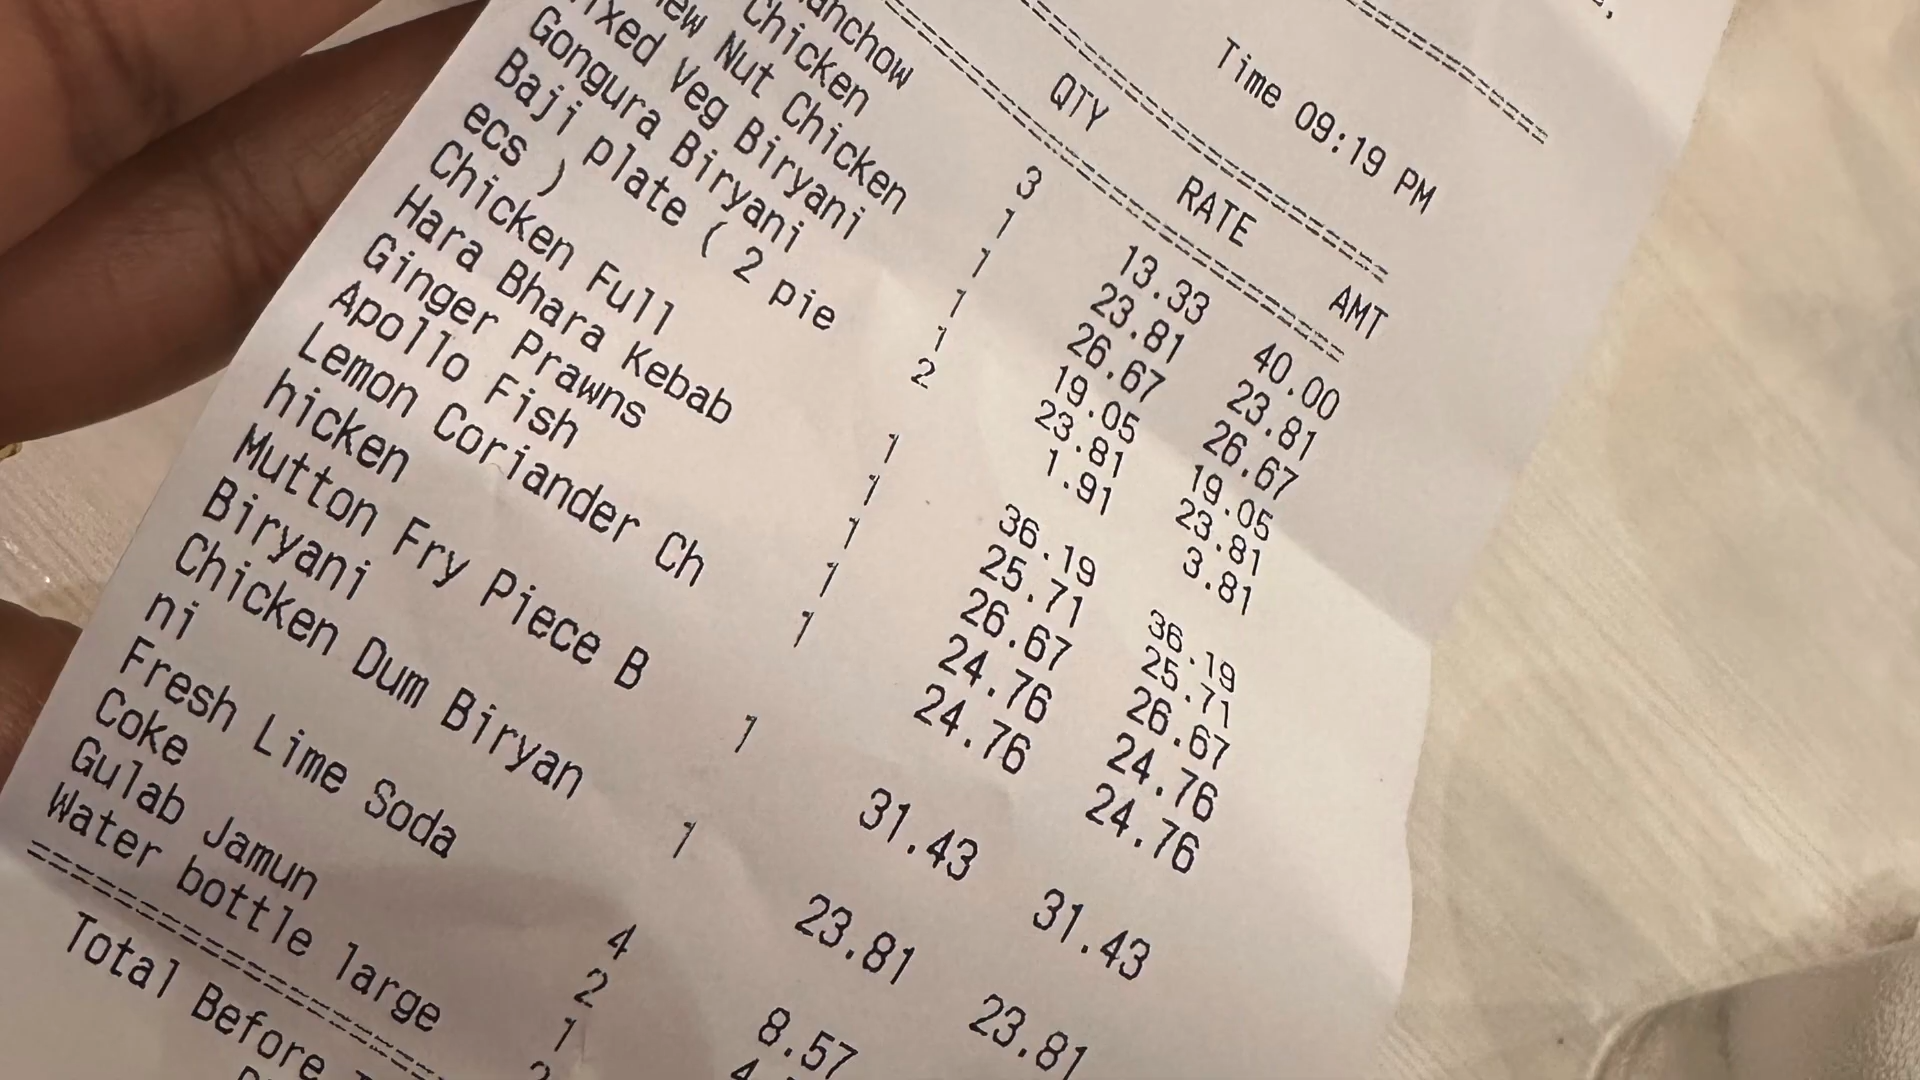 Time 09:19 PM
QTY RATE AMT
3 13.33 40.00
Chicken 1 23.81 23.81
Nut Chicken 1 26.67 26.67
Veg Biryani 1 19.05 19.05
Gongura Biryani 1 23.81 23.81
Baji plate ( 2 pie 2 1.91 3.81
ecs )
Chicken Full 1 36.19 36.19
Hara Bhara Kebab 1 25.71 25.71
Ginger Prawns 1 26.67 26.67
Apollo Fish 1 24.76 24.76
Lemon Coriander Ch 1 24.76 24.76
hicken
Mutton Fry Piece B 1 31.43 31.43
Biryani
Chicken Dum Biryan 1 23.81 23.81
ni
Fresh Lime Soda 4 8.57
Coke 2
Gulab Jamun 1
Water bottle large
Total Before